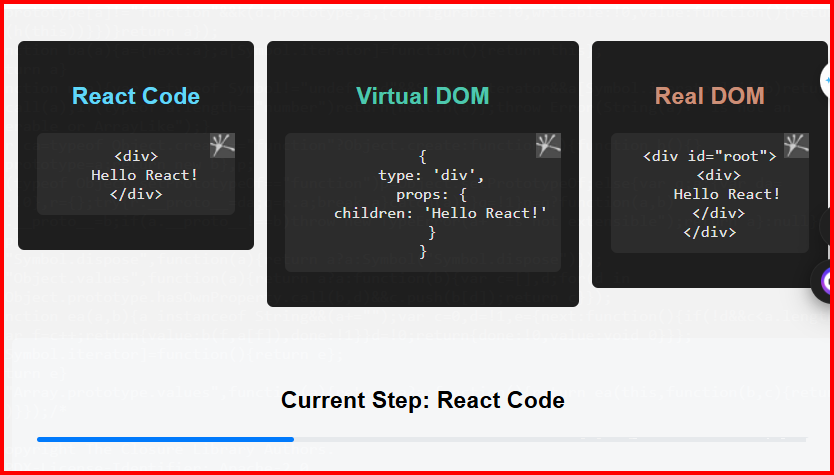 React Code
<div>
Hello React!
</div>
Virtual DOM
{
type: 'div',
props: {
children: 'Hello React!'
}
}
Real DOM
<div id="root">
<div>
Hello React!
</div>
</div>
Current Step: React Code